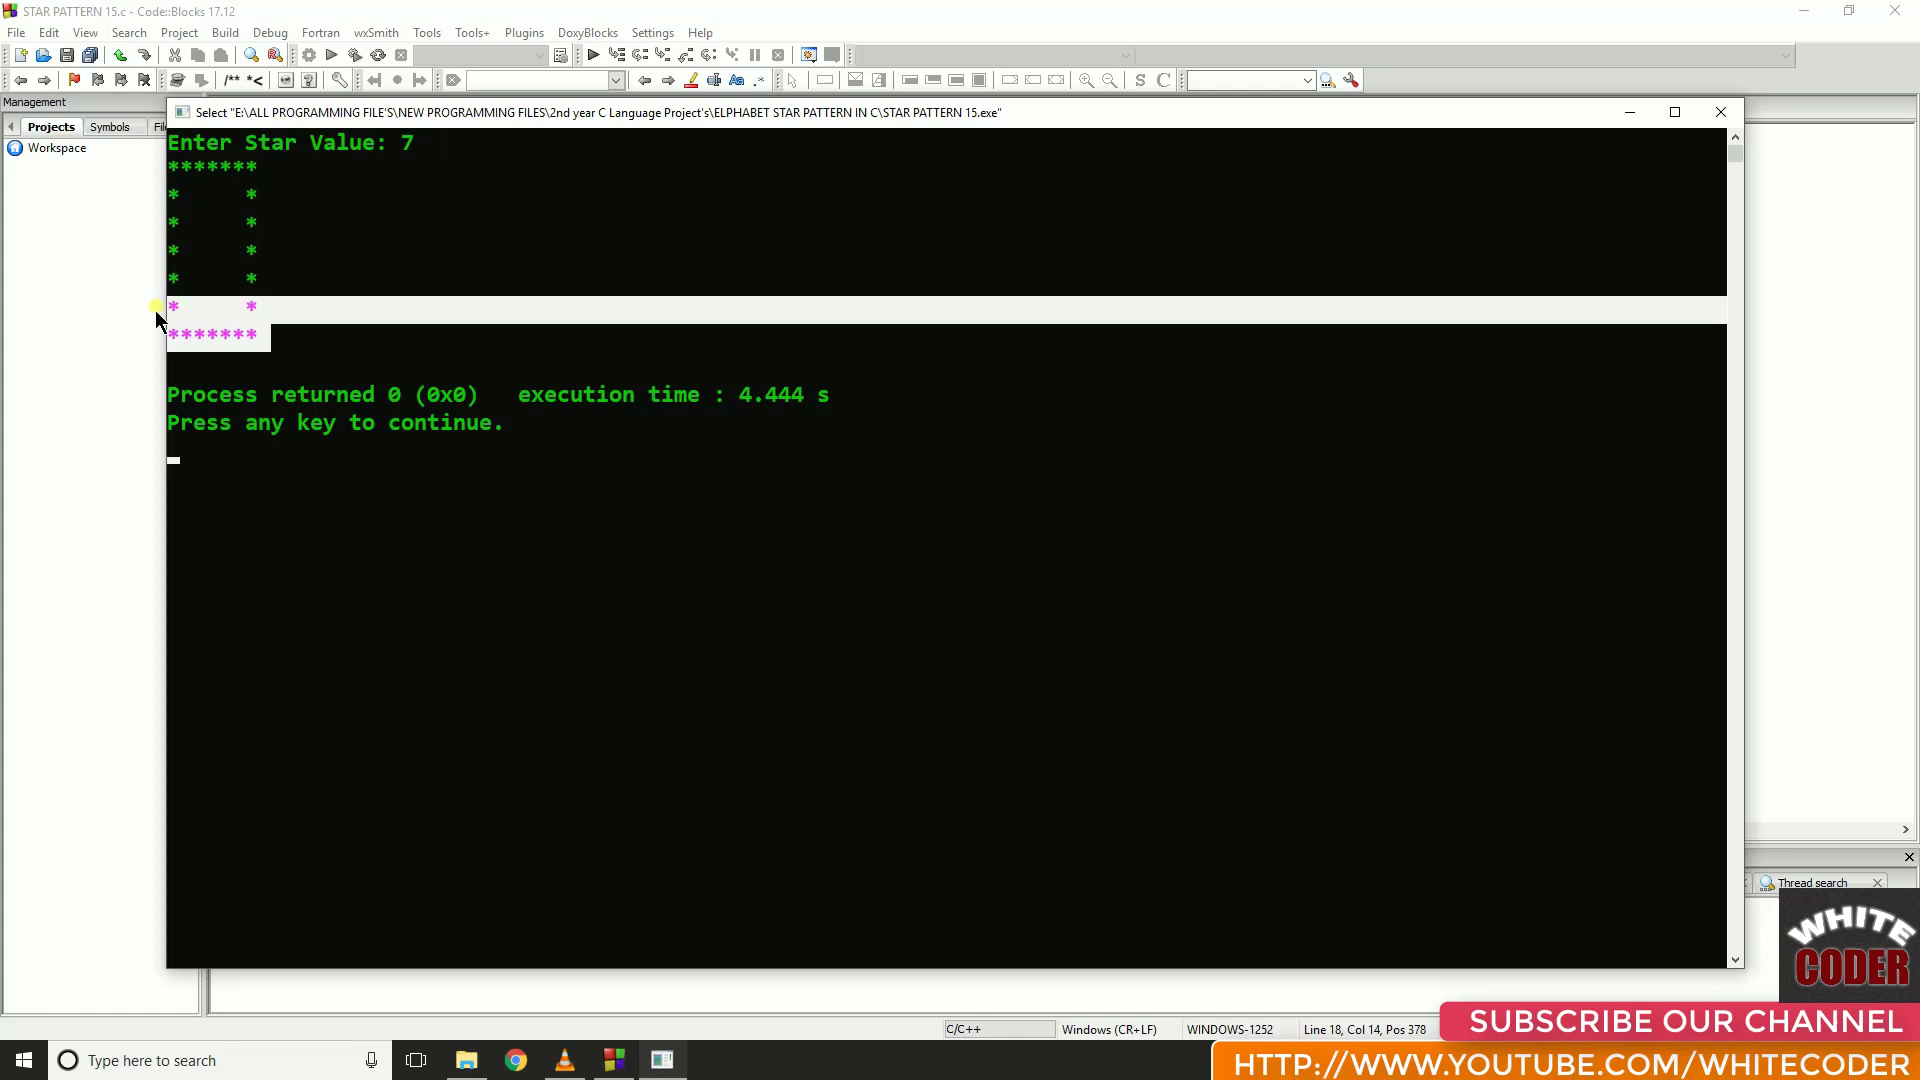 STAR PATTERN 15.c - Code::Blocks 17.12
File Edit View Search Project Build Debug Fortran wxSmith Tools Tools+ Plugins DoxyBlocks Settings Help
/** *<
Aa .*
S C
Management
Projects Symbols
Workspace
Select "E:\ALL PROGRAMMING FILE'S\NEW PROGRAMMING FILES\2nd year C Language Project's\ELPHABET STAR PATTERN IN C\STAR PATTERN 15.exe"
Enter Star Value: 7
*******
*     *
*     *
*     *
*     *
*     *
*******
Process returned 0 (0x0)   execution time : 4.444 s
Press any key to continue.
Thread search
WHITE
CODER
C/C++ Windows (CR+LF) WINDOWS-1252 Line 18, Col 14, Pos 378
SUBSCRIBE OUR CHANNEL
Type here to search
HTTP://WWW.YOUTUBE.COM/WHITECODER